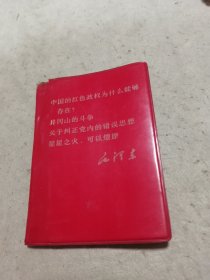 中国的红色政权为什么能够
存在？
井冈山的斗争
关于纠正党内的错误思想
星星之火，可以燎原
毛泽东